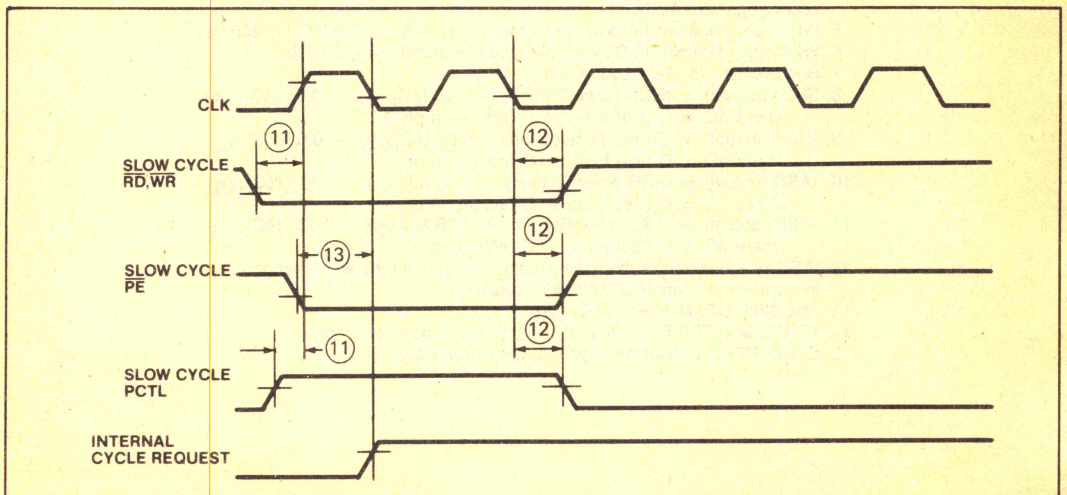 CLK
⑪
⑫
SLOW CYCLE
RD, WR
⑬
⑫
SLOW CYCLE
PE
⑪
⑫
SLOW CYCLE
PCTL
INTERNAL
CYCLE REQUEST